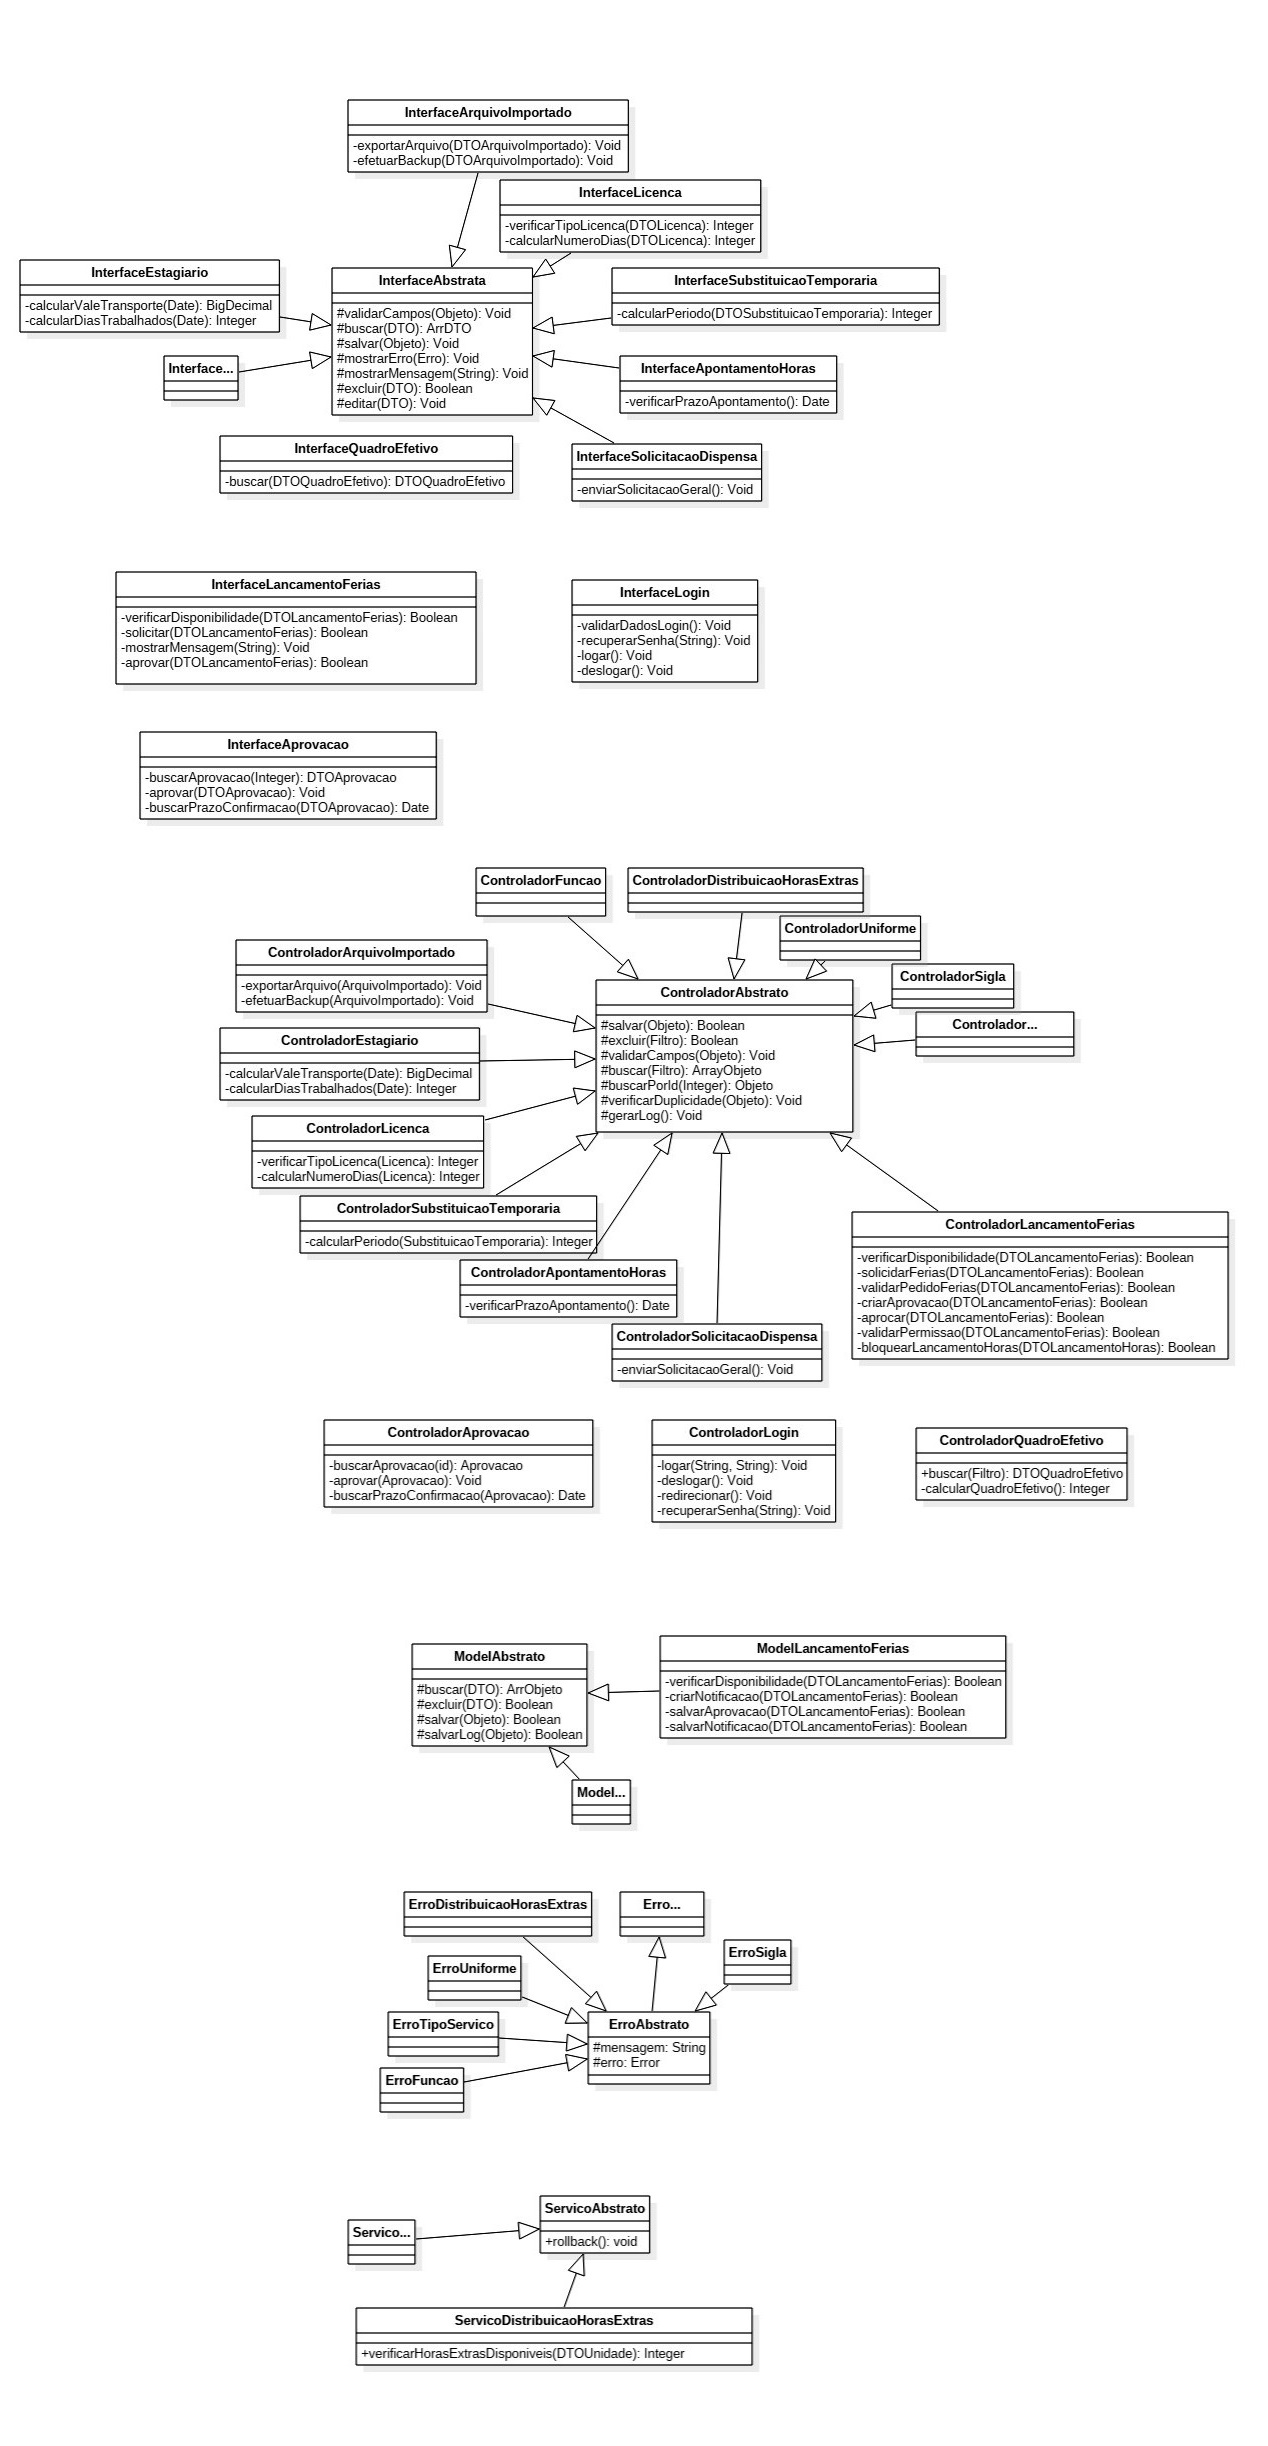 InterfaceArquivoImportado
-exportarArquivo(DTOArquivoImportado): Void
-efetuarBackup(DTOArquivoImportado): Void
InterfaceLicenca
-verificarTipoLicenca(DTOLicenca): Integer
-calcularNumeroDias(DTOLicenca): Integer
InterfaceEstagiario
-calcularValeTransporte(Date): BigDecimal
-calcularDiasTrabalhados(Date): Integer
InterfaceAbstrata
#validarCampos(Objeto): Void
#buscar(DTO): ArrDTO
#salvar(Objeto): Void
#mostrarErro(Erro): Void
#mostrarMensagem(String): Void
#excluir(DTO): Boolean
#editar(DTO): Void
InterfaceSubstituicaoTemporaria
-calcularPeriodo(DTOSubstituicaoTemporaria): Integer
Interface...
InterfaceApontamentoHoras
-verificarPrazoApontamento(): Date
InterfaceQuadroEfetivo
-buscar(DTOQuadroEfetivo): DTOQuadroEfetivo
InterfaceSolicitacaoDispensa
-enviarSolicitacaoGeral(): Void
InterfaceLancamentoFerias
-verificarDisponibilidade(DTOLancamentoFerias): Boolean
-solicitar(DTOLancamentoFerias): Boolean
-mostrarMensagem(String): Void
-aprovar(DTOLancamentoFerias): Boolean
InterfaceLogin
-validarDadosLogin(): Void
-recuperarSenha(String): Void
-logar(): Void
-deslogar(): Void
InterfaceAprovacao
-buscarAprovacao(Integer): DTOAprovacao
-aprovar(DTOAprovacao): Void
-buscarPrazoConfirmacao(DTOAprovacao): Date
ControladorFuncao
ControladorDistribuicaoHorasExtras
ControladorUniforme
ControladorArquivoImportado
-exportarArquivo(ArquivoImportado): Void
-efetuarBackup(ArquivoImportado): Void
ControladorSigla
ControladorAbstrato
#salvar(Objeto): Boolean
#excluir(Filtro): Boolean
#validarCampos(Objeto): Void
#buscar(Filtro): ArrayObjeto
#buscarPorId(Integer): Objeto
#verificarDuplicidade(Objeto): Void
#gerarLog(): Void
Controlador...
ControladorEstagiario
-calcularValeTransporte(Date): BigDecimal
-calcularDiasTrabalhados(Date): Integer
ControladorLicenca
-verificarTipoLicenca(Licenca): Integer
-calcularNumeroDias(Licenca): Integer
ControladorSubstituicaoTemporaria
-calcularPeriodo(SubstituicaoTemporaria): Integer
ControladorLancamentoFerias
-verificarDisponibilidade(DTOLancamentoFerias): Boolean
-solicidarFerias(DTOLancamentoFerias): Boolean
-validarPedidoFerias(DTOLancamentoFerias): Boolean
-criarAprovacao(DTOLancamentoFerias): Boolean
-aprocar(DTOLancamentoFerias): Boolean
-validarPermissao(DTOLancamentoFerias): Boolean
-bloquearLancamentoHoras(DTOLancamentoHoras): Boolean
ControladorApontamentoHoras
-verificarPrazoApontamento(): Date
ControladorSolicitacaoDispensa
-enviarSolicitacaoGeral(): Void
ControladorAprovacao
-buscarAprovacao(id): Aprovacao
-aprovar(Aprovacao): Void
-buscarPrazoConfirmacao(Aprovacao): Date
ControladorLogin
-logar(String, String): Void
-deslogar(): Void
-redirecionar(): Void
-recuperarSenha(String): Void
ControladorQuadroEfetivo
+buscar(Filtro): DTOQuadroEfetivo
-calcularQuadroEfetivo(): Integer
ModelAbstrato
#buscar(DTO): ArrObjeto
#excluir(DTO): Boolean
#salvar(Objeto): Boolean
#salvarLog(Objeto): Boolean
ModelLancamentoFerias
-verificarDisponibilidade(DTOLancamentoFerias): Boolean
-criarNotificacao(DTOLancamentoFerias): Boolean
-salvarAprovacao(DTOLancamentoFerias): Boolean
-salvarNotificacao(DTOLancamentoFerias): Boolean
Model...
ErroDistribuicaoHorasExtras
Erro...
ErroSigla
ErroUniforme
ErroTipoServico
ErroAbstrato
#mensagem: String
#erro: Error
ErroFuncao
ServicoAbstrato
+rollback(): void
Servico...
ServicoDistribuicaoHorasExtras
+verificarHorasExtrasDisponiveis(DTOUnidade): Integer